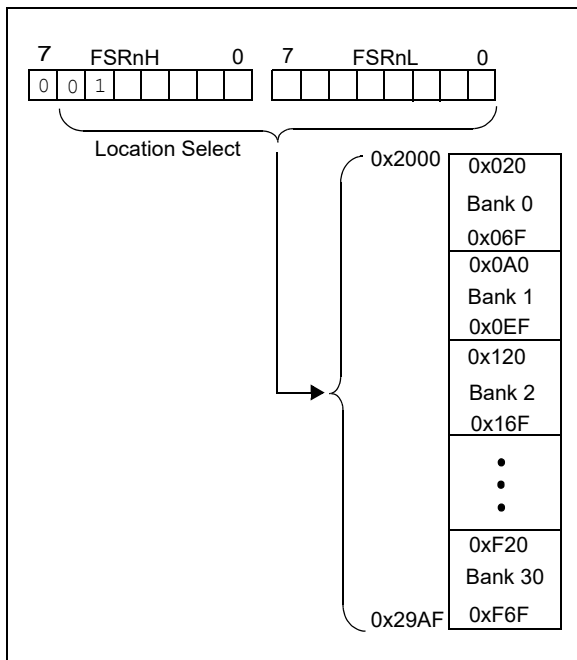 7 FSRnH 0 7 FSRnL 0
0 0 1
Location Select
0x2000
0x020
Bank 0
0x06F
0x0A0
Bank 1
0x0EF
0x120
Bank 2
0x16F
0xF20
Bank 30
0xF6F
0x29AF